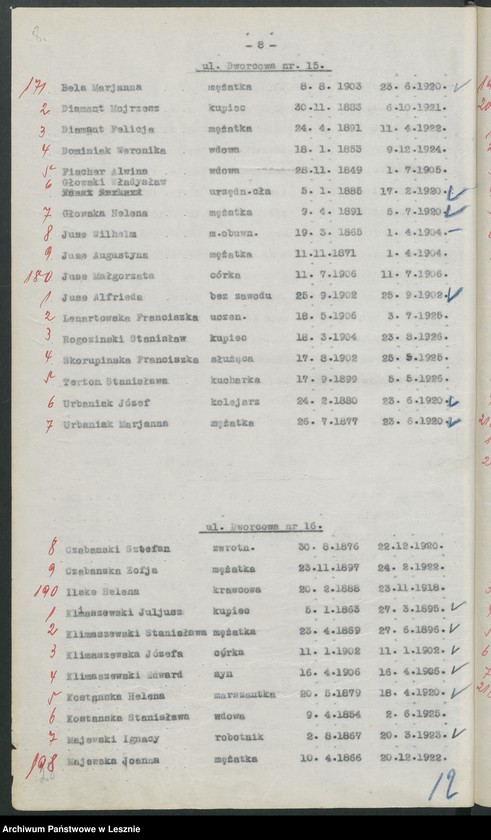 - 8 -
ul. Dworcowa nr. 15.
171 Bela Marjanna mężatka 8. 8. 1903 23. 6.1920.
2 Diamant Mojrzesz kupiec 30.11. 1883 6.10.1921.
3 Diamant Felicja mężatka 24. 4. 1891 11. 4.1922.
4 Dominiak Weronika wdowa 18. 1. 1853 9.12.1924.
5 Fischer Alwina wdowa 28.11. 1849 1. 7.1905.
6 Głowski Władysław urzędn.cła 5. 1. 1885 17. 2.1920.
7 Głowska Helena mężatka 9. 4. 1891 5. 7.1920.
8 Juse Wilhelm m.obuwn. 19. 3. 1865 1. 4.1904.
9 Juse Augustyna mężatka 11.11.1871 1. 4.1904.
180 Juse Małgorzata córka 11. 7.1906 11. 7.1906.
1 Juse Alfrieda bez zawodu 25. 9.1902 25. 9.1902.
2 Lenartowska Franciszka uczen. 18. 5.1906 3. 7.1925.
3 Rogoziński Stanisław kupiec 18. 3.1904 23. 8.1926.
4 Skorupińska Franciszka służąca 17. 8.1902 25. 5.1925.
5 Terton Stanisława kucharka 17. 9.1899 5. 5.1926.
6 Urbaniak Józef kolejarz 24. 2.1880 23. 6.1920.
7 Urbaniak Marjanna mężatka 26. 7.1877 23. 6.1920.
ul. Dworcowa nr 16.
8 Czabański Sztefan zwrotn. 30. 8.1876 22.12.1920.
9 Czabańska Zofja mężatka 23.11.1897 24. 2.1922.
190 Ilske Helena krawcowa 20. 2.1888 23.11.1918.
1 Klimaszewski Juljusz kupiec 5. 1.1863 27. 3.1895.
2 Klimaszewski Stanisława mężatka 23. 4.1869 27. 6.1896.
3 Klimaszewska Józefa córka 11. 1.1902 11. 1.1902.
4 Klimaszewski Edward syn 16. 4.1906 16. 4.1906.
5 Kostańska Helena marszantka 20. 5.1879 18. 4.1920.
6 Kostańska Stanisława wdowa 9. 4.1854 2. 6.1925.
7 Majewski Ignacy robotnik 2. 8.1867 20. 3.1923.
198 Majewska Joanna mężatka 10. 4.1866 20.12.1922.
12
Archiwum Państwowe w Lesznie